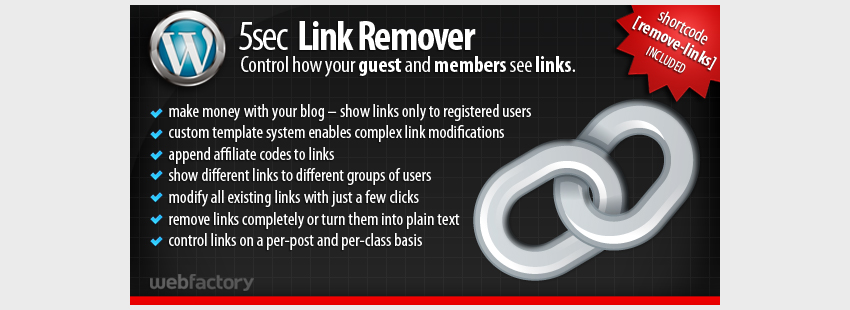 5sec Link Remover
Control how your guest and members see links.
shortcode
[remove-links]
INCLUDED
make money with your blog – show links only to registered users
custom template system enables complex link modifications
append affiliate codes to links
show different links to different groups of users
modify all existing links with just a few clicks
remove links completely or turn them into plain text
control links on a per-post and per-class basis
webfactory